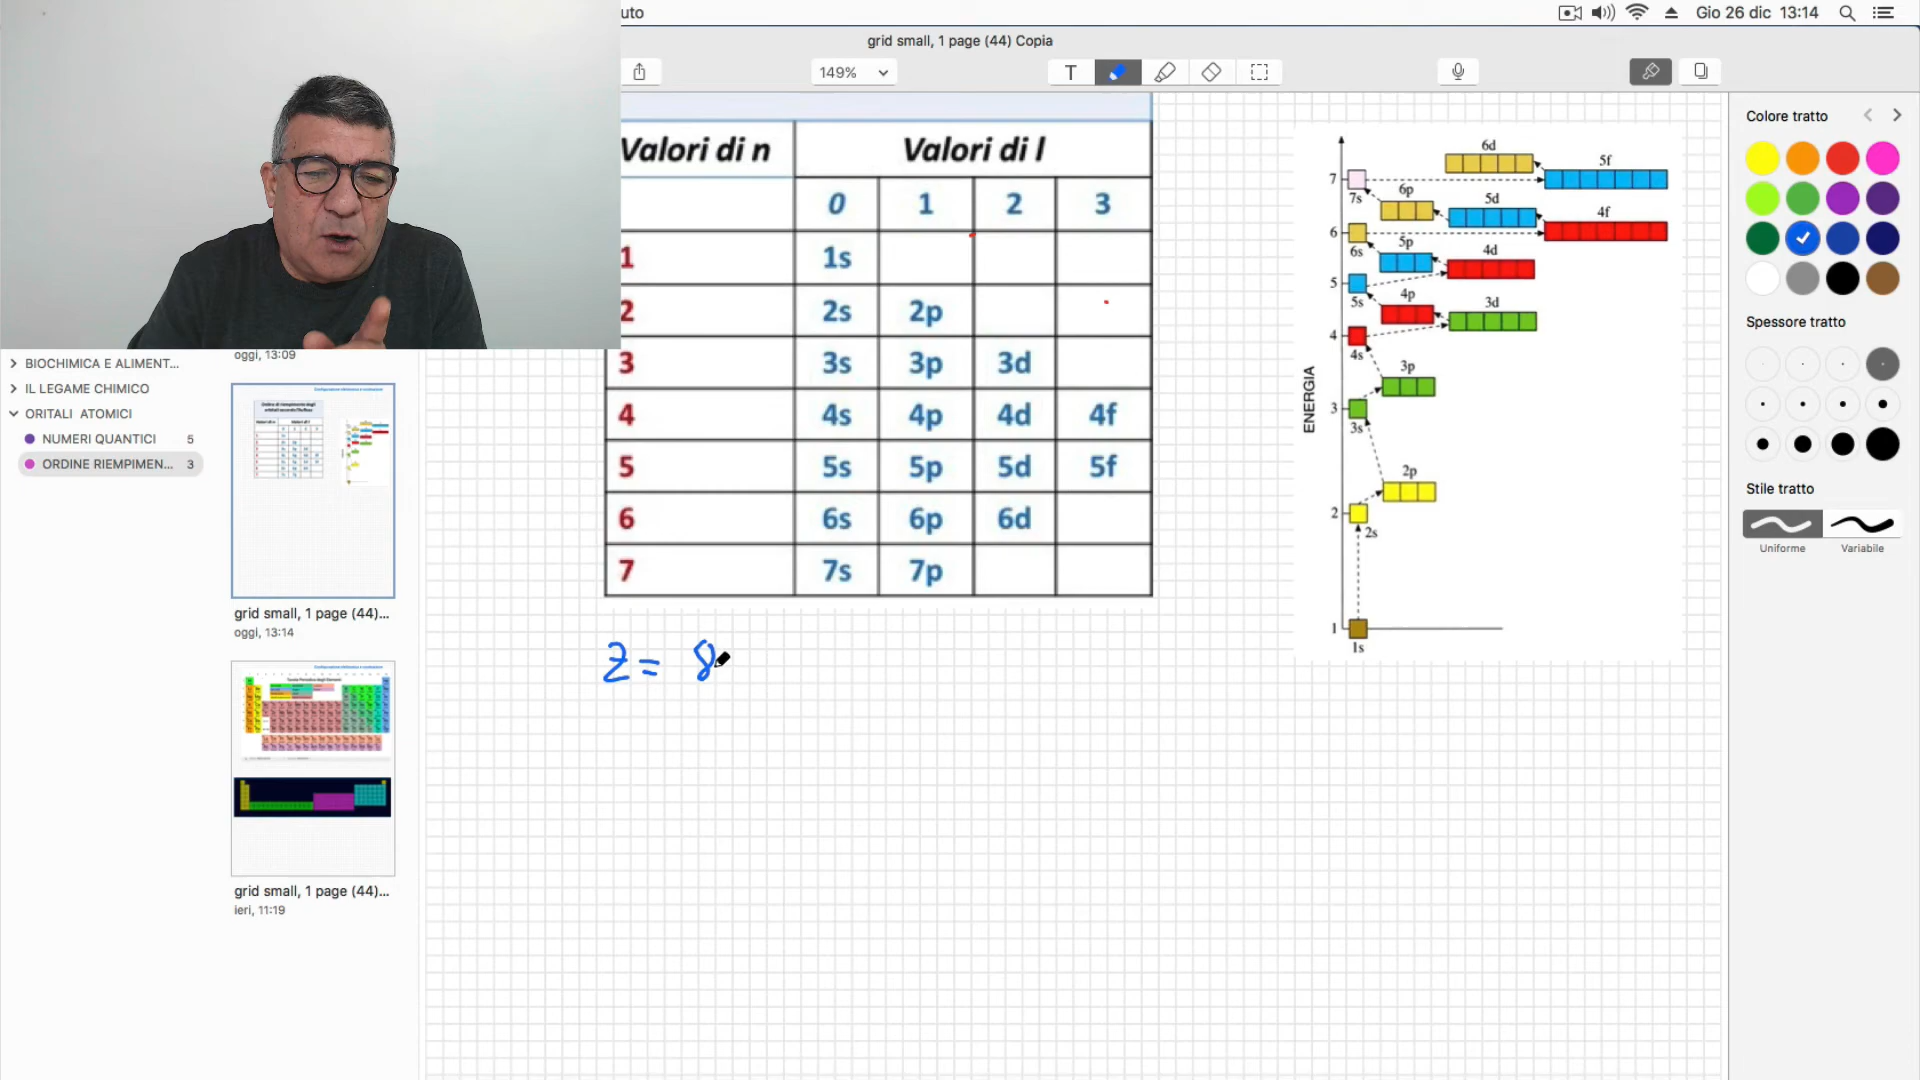 uto
Gio 26 dic 13:14
grid small, 1 page (44) Copia
149%
T
Valori di n
Valori di l
0 1 2 3
1 1s
2 2s 2p
3 3s 3p 3d
4 4s 4p 4d 4f
5 5s 5p 5d 5f
6 6s 6p 6d
7 7s 7p
Z= 8
ENERGIA
6d
5f
7
7s
6p
5d
4f
6
6s
5p
4d
5
5s
4p
3d
4
4s
3p
3
3s
2p
2
2s
1
1s
oggi, 13:09
BIOCHIMICA E ALIMENT...
IL LEGAME CHIMICO
ORITALI ATOMICI
NUMERI QUANTICI 5
ORDINE RIEMPIMEN... 3
grid small, 1 page (44)...
oggi, 13:14
grid small, 1 page (44)...
ieri, 11:19
Colore tratto
Spessore tratto
Stile tratto
Uniforme
Variabile